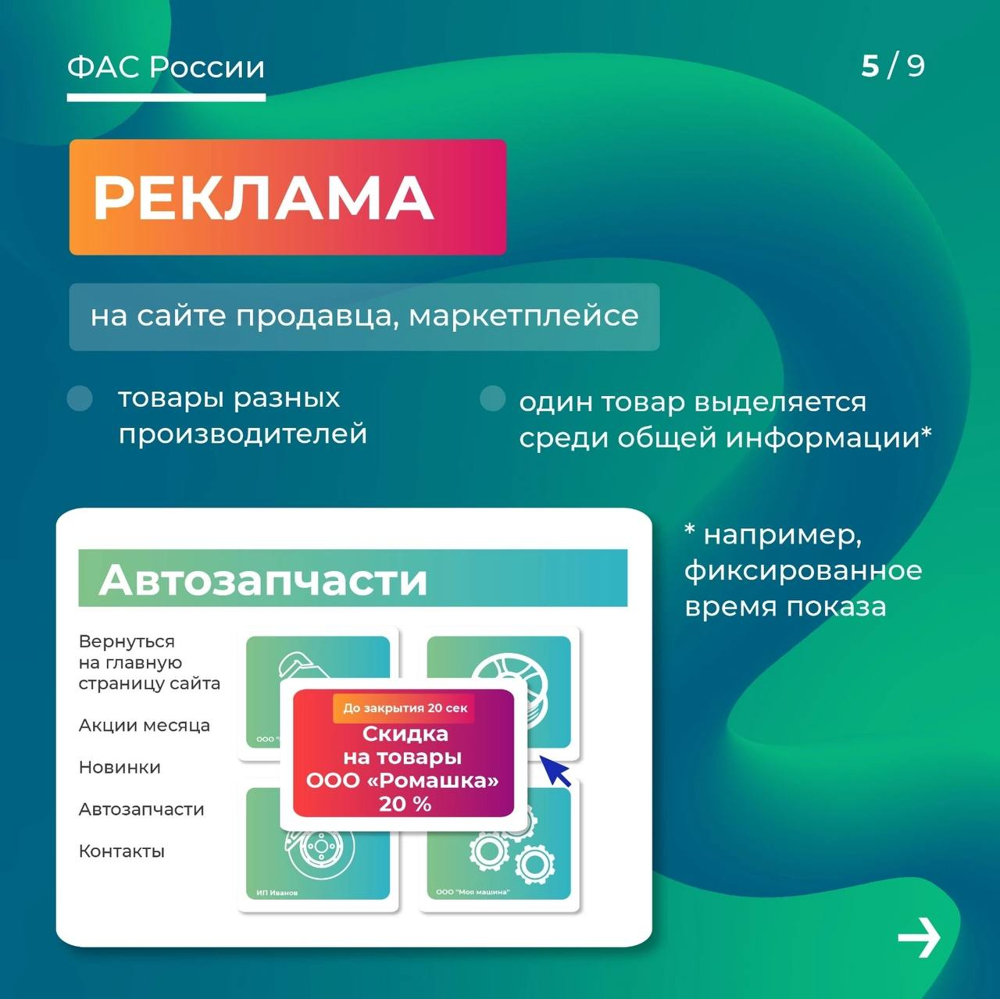 ФАС России
5 / 9
РЕКЛАМА
на сайте продавца, маркетплейсе
товары разных
производителей
один товар выделяется
среди общей информации*
* например,
фиксированное
время показа
Автозапчасти
Вернуться
на главную
страницу сайта
Акции месяца
Новинки
Автозапчасти
Контакты
ООО "
До закрытия 20 сек
Скидка
на товары
ООО «Ромашка»
20 %
ИП Иванов
ООО "Моя машина"